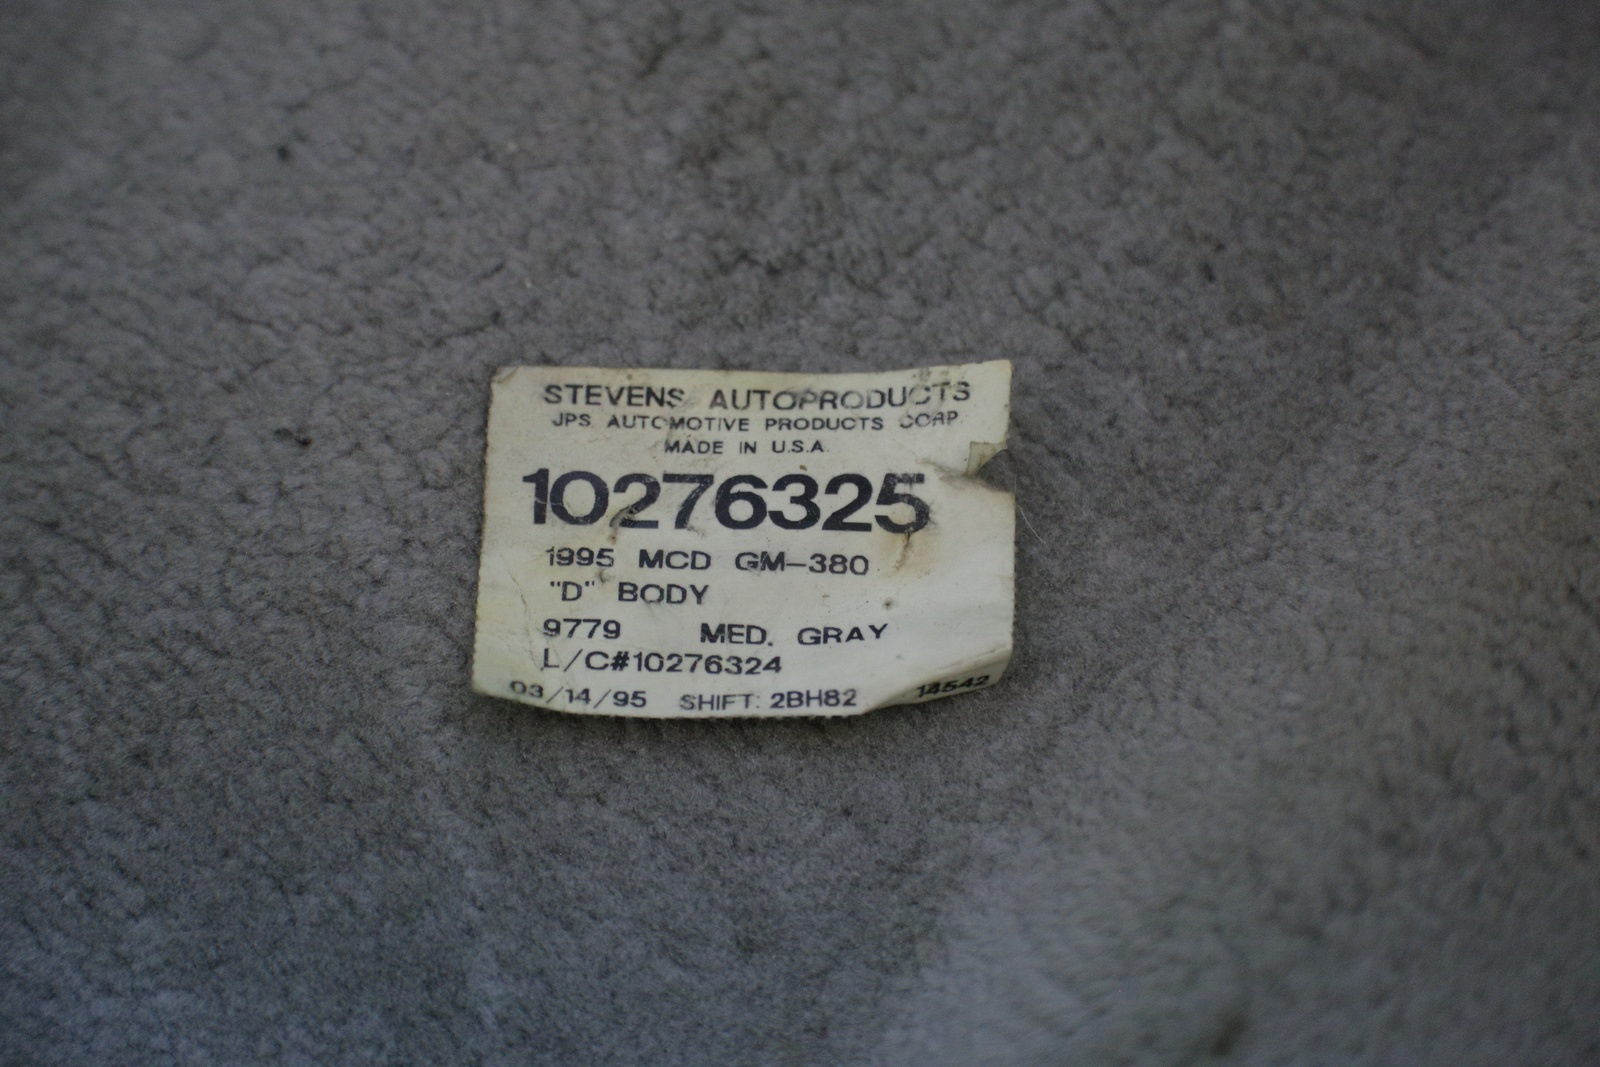 STEVENS AUTOPRODUCTS
JPS AUTOMOTIVE PRODUCTS CORP.
MADE IN U.S.A.
10276325
1995 MCD GM-380
"D" BODY
9779 MED. GRAY
L/C#10276324
03/14/95 SHIFT: 2BH82 14542